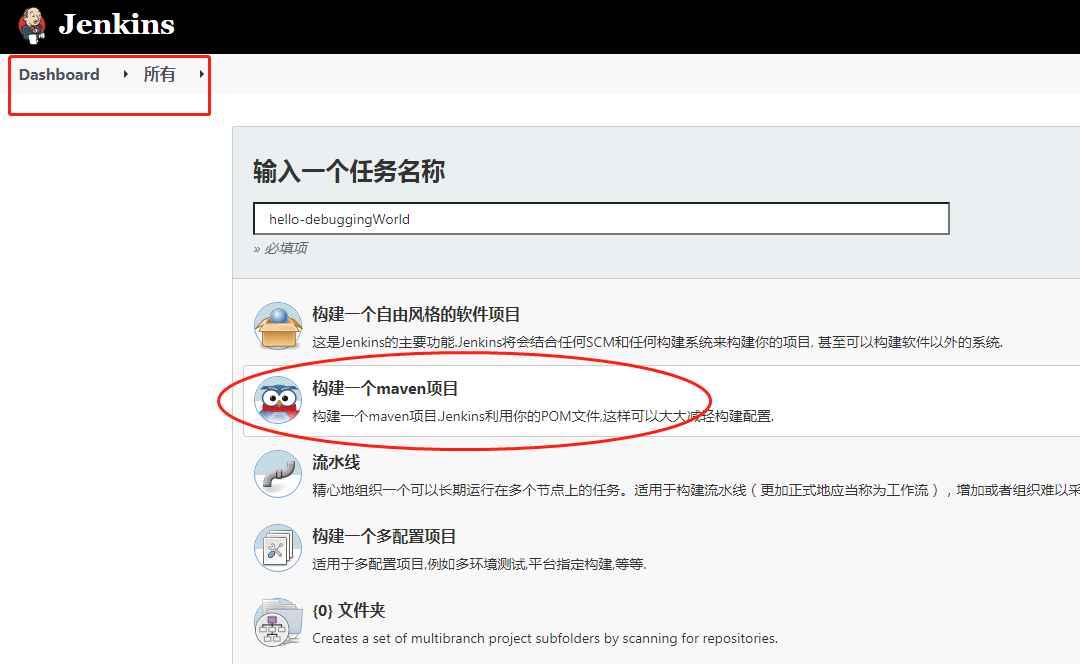 Jenkins
Dashboard 所有
输入一个任务名称
hello-debuggingWorld
» 必填项
构建一个自由风格的软件项目
这是Jenkins的主要功能.Jenkins将会结合任何SCM和任何构建系统来构建你的项目, 甚至可以构建软件以外的系统.
构建一个maven项目
构建一个maven项目.Jenkins利用你的POM文件,这样可以大大减轻构建配置.
流水线
精心地组织一个可以长期运行在多个节点上的任务。适用于构建流水线（更加正式地应当称为工作流），增加或者组织难以采
构建一个多配置项目
适用于多配置项目,例如多环境测试,平台指定构建,等等.
{0} 文件夹
Creates a set of multibranch project subfolders by scanning for repositories.